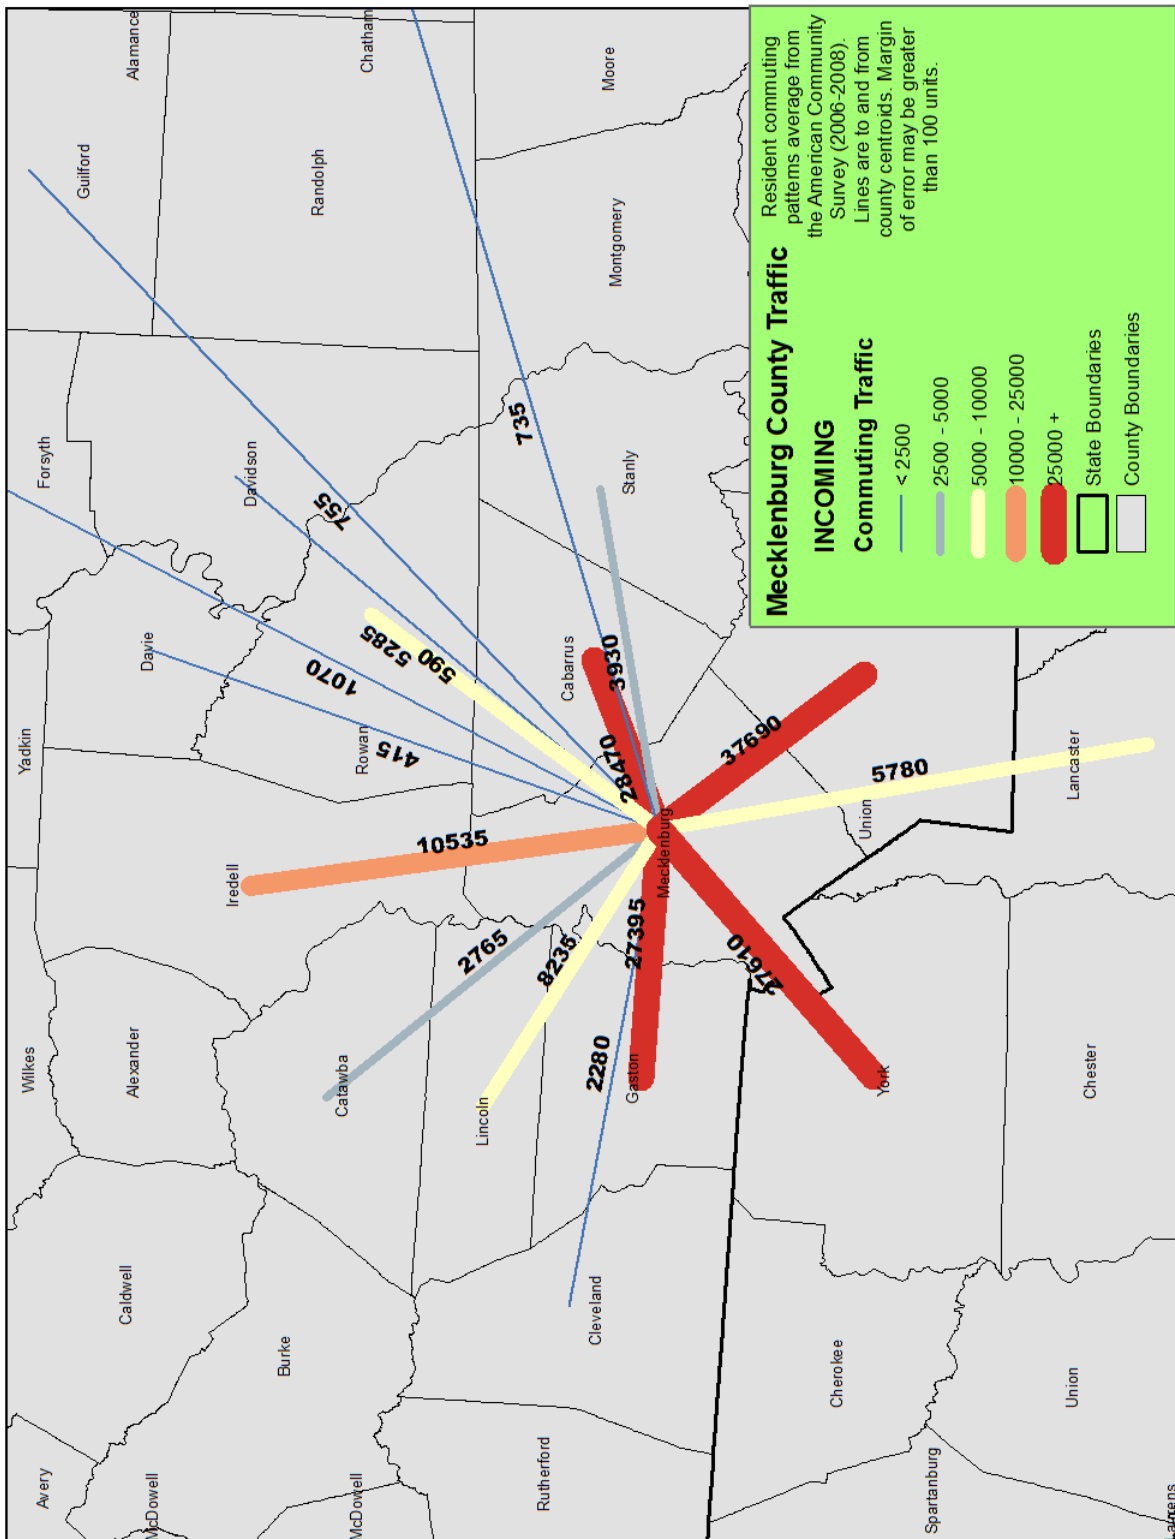 Avery
Wilkes
Yadkin
Forsyth
Guilford
Alamance
McDowell
Caldwell
Alexander
Davie
Iredell
Davidson
Burke
McDowell
Catawba
Rowan
Randolph
Chatham
1070
755
415
5285
590
10535
2765
Lincoln
8235
735
Rutherford
Cleveland
2280
Gaston
27395
28470
Cabarrus
3930
Stanly
Montgomery
Moore
Mecklenburg
37690
27610
Cherokee
York
Union
5780
Spartanburg
Union
Chester
Lancaster
Mecklenburg County Traffic
INCOMING
Commuting Traffic
< 2500
2500 - 5000
5000 - 10000
10000 - 25000
25000 +
State Boundaries
County Boundaries
Resident commuting
patterns average from
the American Community
Survey (2006-2008).
Lines are to and from
county centroids. Margin
of error may be greater
than 100 units.